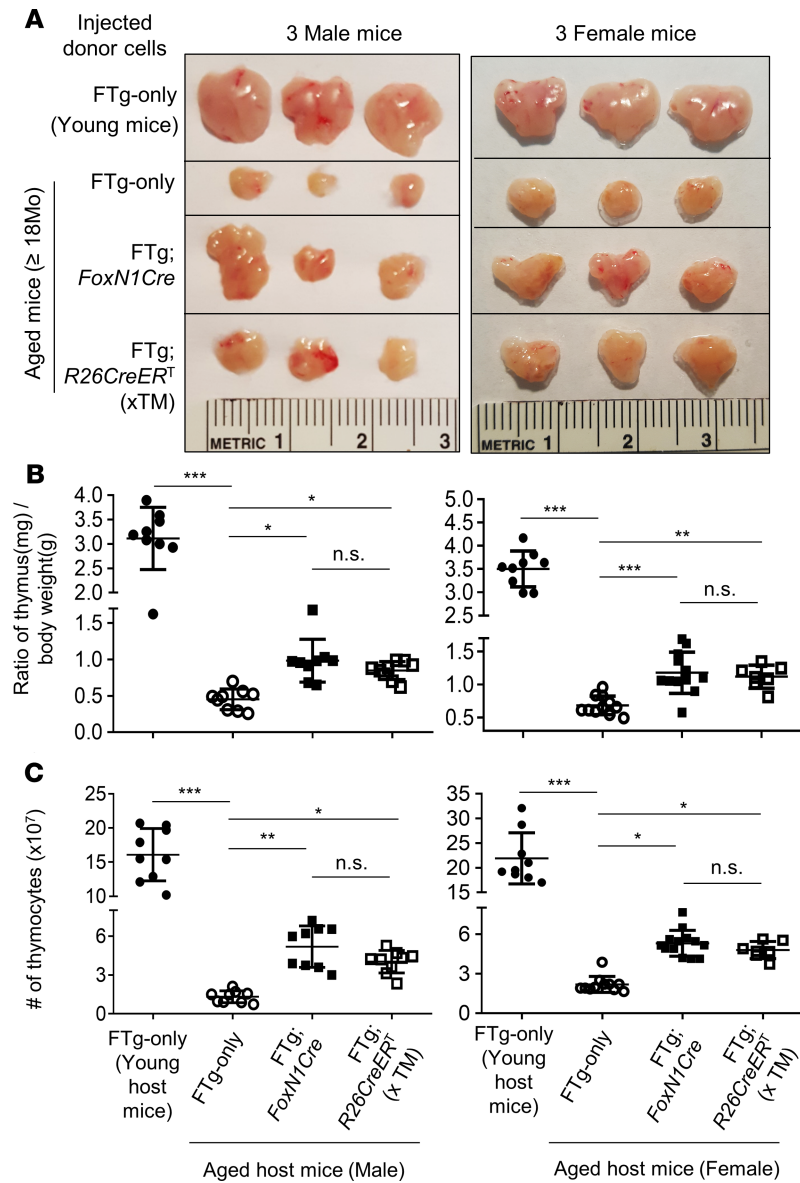 A
Injected
donor cells
3 Male mice
3 Female mice
FTg-only
(Young mice)
Aged mice (≥ 18Mo)
FTg-only
FTg;
FoxN1Cre
FTg;
R26CreERᵀ
(xTM)
METRIC 1 2 3
METRIC 1 2 3
B
Ratio of thymus(mg) /
body weight(g)
4.0
3.5
3.0
2.5
2.0
1.5
1.0
0.5
0.0
***
*
*
n.s.
5.0
4.5
4.0
3.5
3.0
2.5
1.5
1.0
0.5
***
**
***
n.s.
C
# of thymocytes (x10⁷)
25
20
15
10
6
3
0
***
*
**
n.s.
35
30
25
20
15
6
3
0
***
*
*
n.s.
FTg-only
(Young
host
mice)
FTg-only
FTg;
FoxN1Cre
FTg;
R26CreERᵀ
(x TM)
Aged host mice (Male)
FTg-only
(Young
host
mice)
FTg-only
FTg;
FoxN1Cre
FTg;
R26CreERᵀ
(x TM)
Aged host mice (Female)